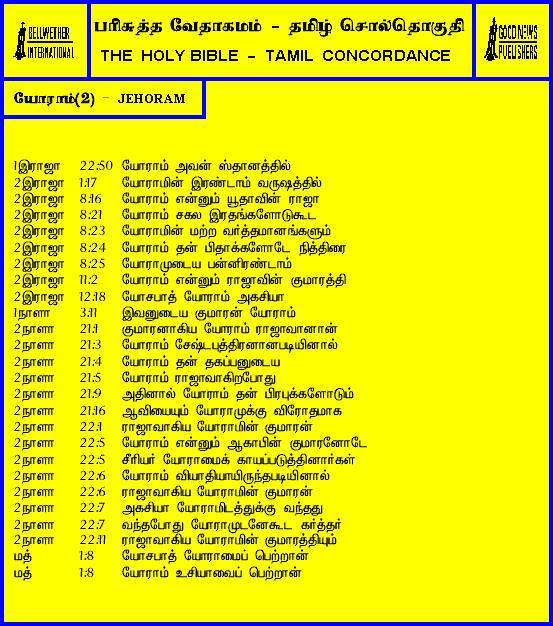 BELLWETHER
INTERNATIONAL
பரிசுத்த வேதாகமம் - தமிழ் சொல்தொகுதி
THE HOLY BIBLE - TAMIL CONCORDANCE
GOOD NEWS
PUBLISHERS
யோராம்(2) - JEHORAM
1இராஜா 22:50 யோராம் அவன் ஸ்தானத்தில்
2இராஜா 1:17 யோராமின் இரண்டாம் வருஷத்தில்
2இராஜா 8:16 யோராம் என்னும் யூதாவின் ராஜா
2இராஜா 8:21 யோராம் சகல இரதங்களோடுகூட
2இராஜா 8:23 யோராமின் மற்ற வர்த்தமானங்களும்
2இராஜா 8:24 யோராம் தன் பிதாக்களோடே நித்திரை
2இராஜா 8:25 யோராமுடைய பன்னிரண்டாம்
2இராஜா 11:2 யோராம் என்னும் ராஜாவின் குமாரத்தி
2இராஜா 12:18 யோசபாத் யோராம் அகசியா
1நாளா 3:11 இவனுடைய குமாரன் யோராம்
2நாளா 21:1 குமாரனாகிய யோராம் ராஜாவானான்
2நாளா 21:3 யோராம் சேஷ்டபுத்திரனானபடியினால்
2நாளா 21:4 யோராம் தன் தகப்பனுடைய
2நாளா 21:5 யோராம் ராஜாவாகிறபோது
2நாளா 21:9 அதினால் யோராம் தன் பிரபுக்களோடும்
2நாளா 21:16 ஆவியையும் யோராமுக்கு விரோதமாக
2நாளா 22:1 ராஜாவாகிய யோராமின் குமாரன்
2நாளா 22:5 யோராம் என்னும் ஆகாபின் குமாரனோடே
2நாளா 22:5 சீரியர் யோராமைக் காயப்படுத்தினார்கள்
2நாளா 22:6 யோராம் வியாதியாயிருந்தபடியினால்
2நாளா 22:6 ராஜாவாகிய யோராமின் குமாரன்
2நாளா 22:7 அகசியா யோராமிடத்துக்கு வந்தது
2நாளா 22:7 வந்தபோது யோராமுடனேகூட கர்த்தர்
2நாளா 22:11 ராஜாவாகிய யோராமின் குமாரத்தியும்
மத் 1:8 யோசபாத் யோராமைப் பெற்றான்
மத் 1:8 யோராம் உசியாவைப் பெற்றான்